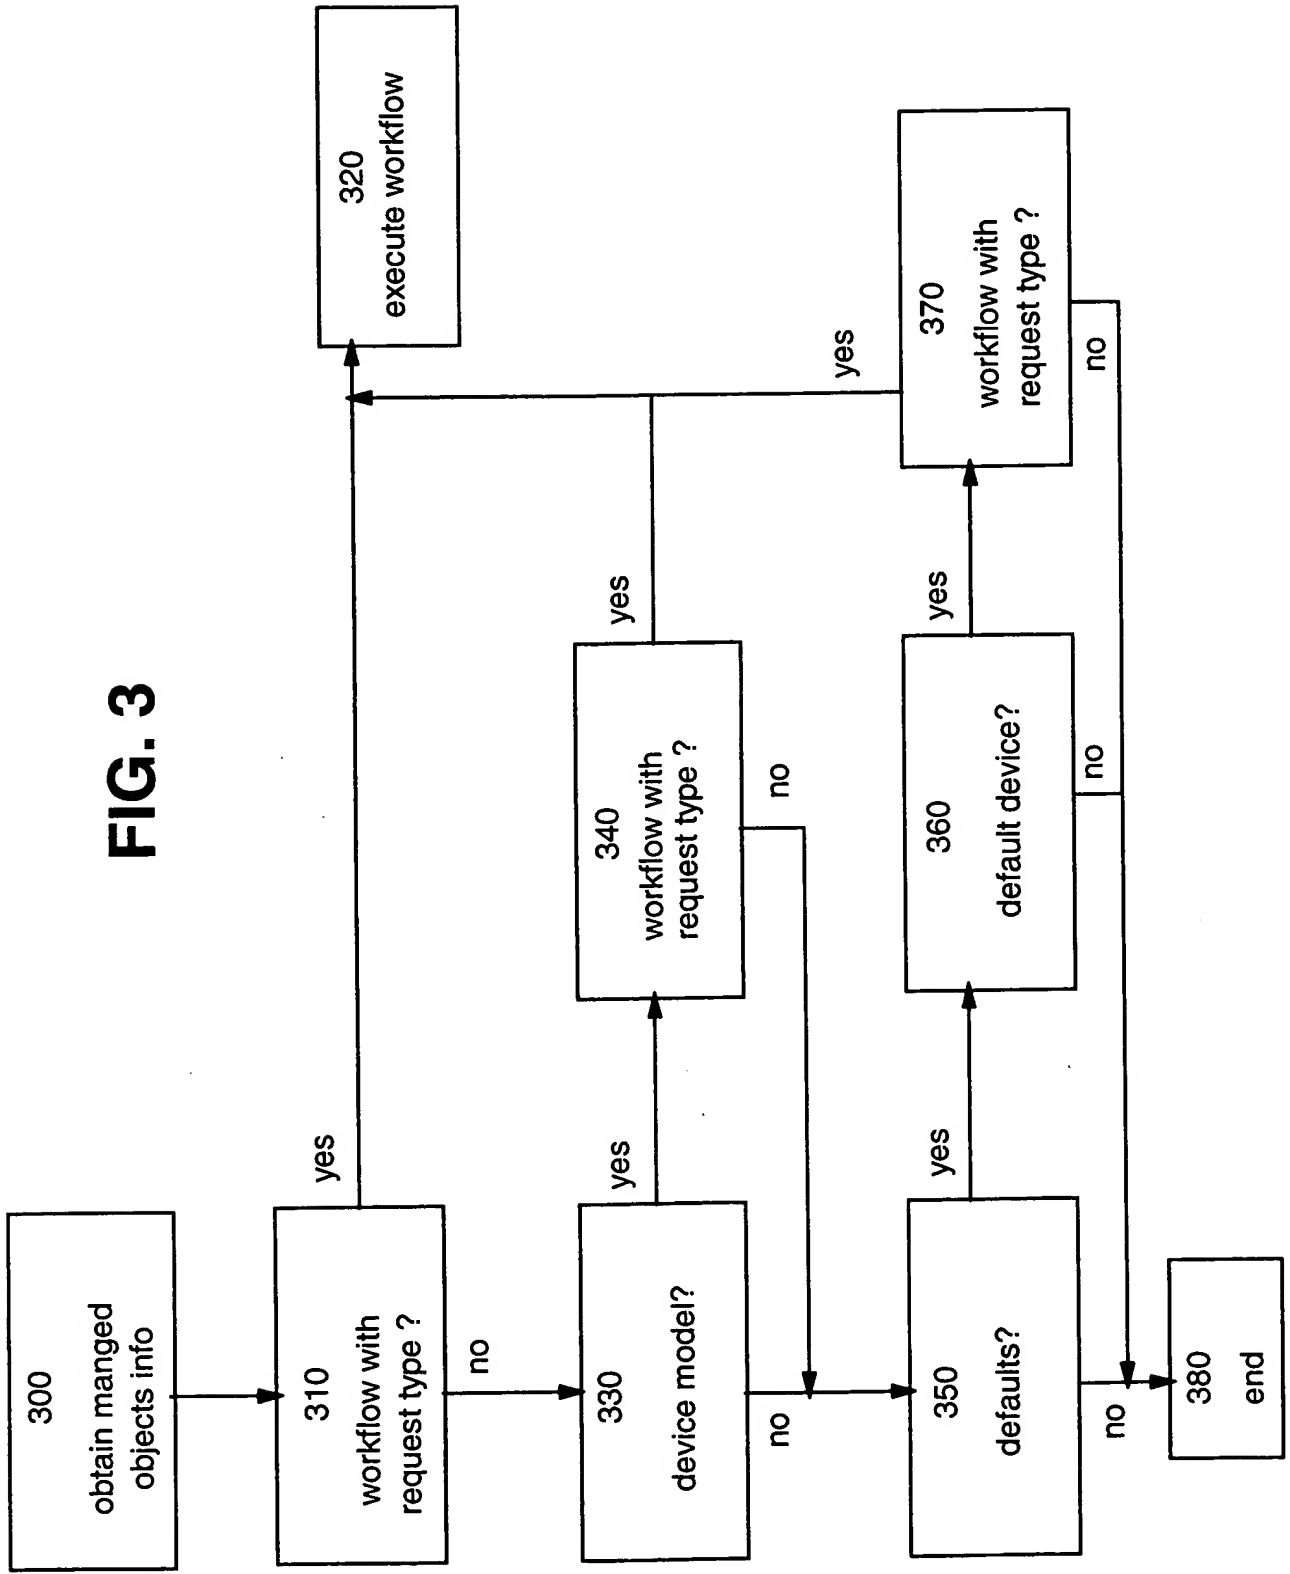 FIG. 3
300
obtain manged
objects info
310
workflow with
request type ?
yes
no
320
execute workflow
330
device model?
yes
no
340
workflow with
request type ?
yes
no
350
defaults?
yes
no
360
default device?
yes
no
370
workflow with
request type ?
yes
no
380
end